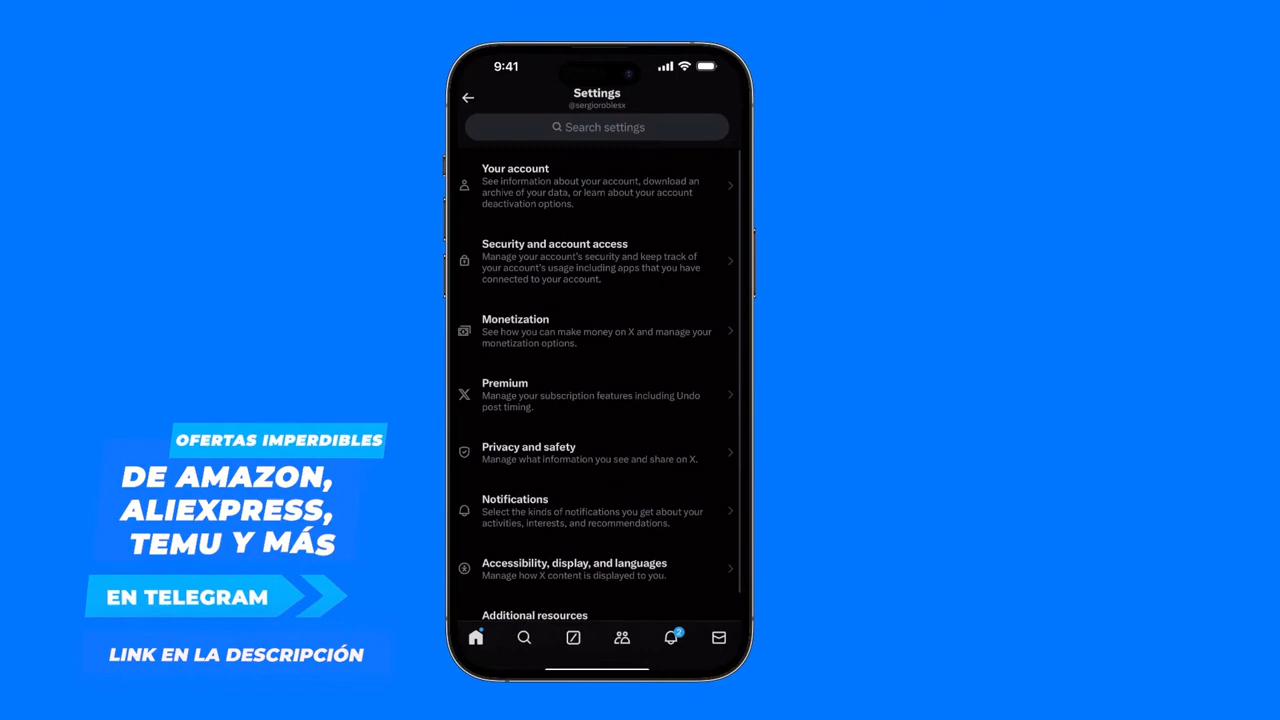 9:41
Settings
@sergioroblesx
Search settings
Your account
See information about your account, download an
archive of your data, or learn about your account
deactivation options.
Security and account access
Manage your account's security and keep track of
your account's usage including apps that you have
connected to your account.
Monetization
See how you can make money on X and manage your
monetization options.
Premium
Manage your subscription features including Undo
post timing.
Privacy and safety
Manage what information you see and share on X.
Notifications
Select the kinds of notifications you get about your
activities, interests, and recommendations.
Accessibility, display, and languages
Manage how X content is displayed to you.
Additional resources
2
OFERTAS IMPERDIBLES
DE AMAZON,
ALIEXPRESS,
TEMU Y MÁS
EN TELEGRAM
LINK EN LA DESCRIPCIÓN